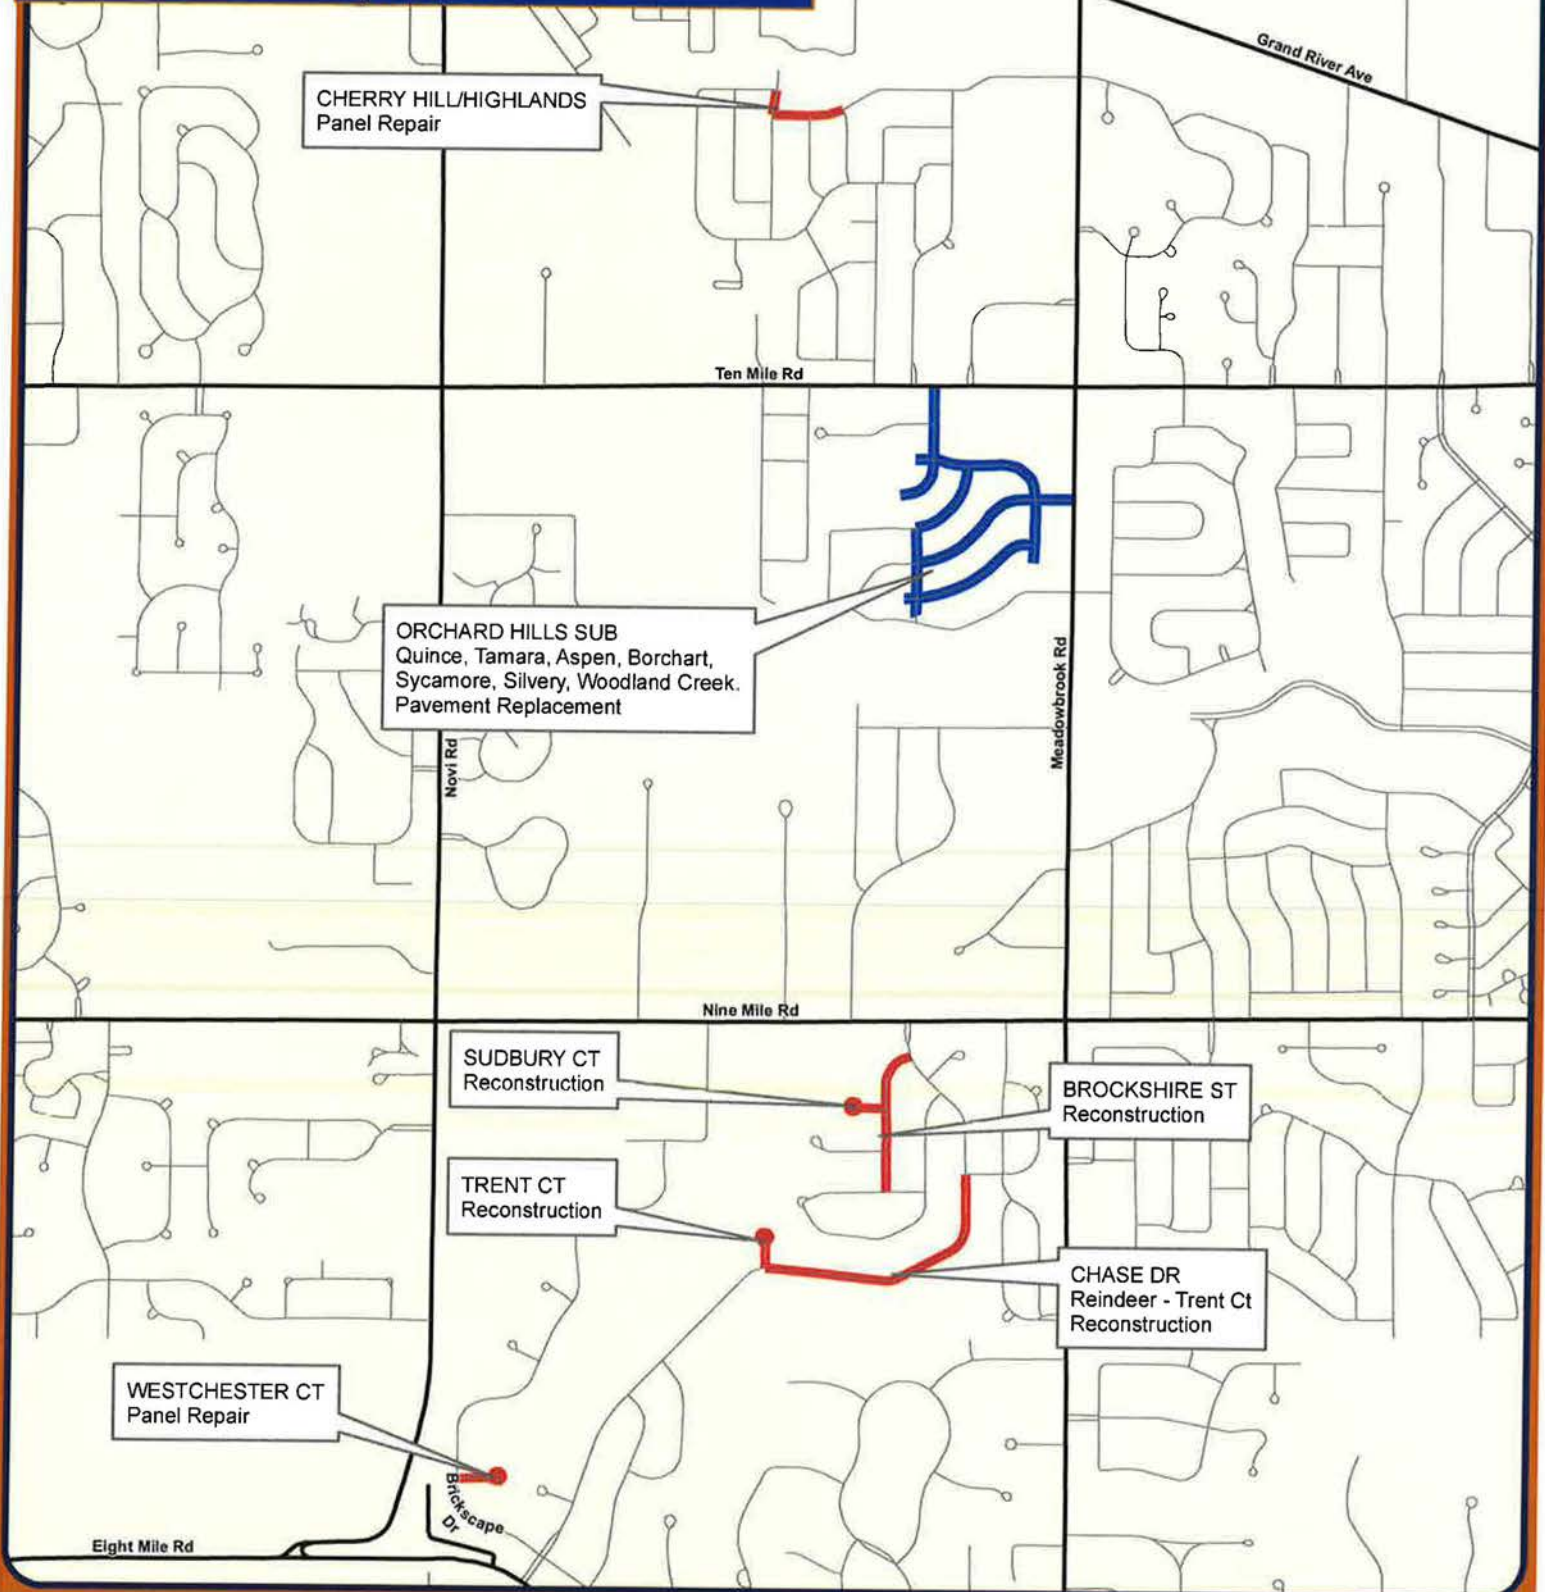 Grand River Ave
CHERRY HILL/HIGHLANDS
Panel Repair
Ten Mile Rd
ORCHARD HILLS SUB
Quince, Tamara, Aspen, Borchart,
Sycamore, Silvery, Woodland Creek.
Pavement Replacement
Meadowbrook Rd
Novi Rd
Nine Mile Rd
SUDBURY CT
Reconstruction
BROCKSHIRE ST
Reconstruction
TRENT CT
Reconstruction
CHASE DR
Reindeer - Trent Ct
Reconstruction
WESTCHESTER CT
Panel Repair
Brickscape
Dr
Eight Mile Rd